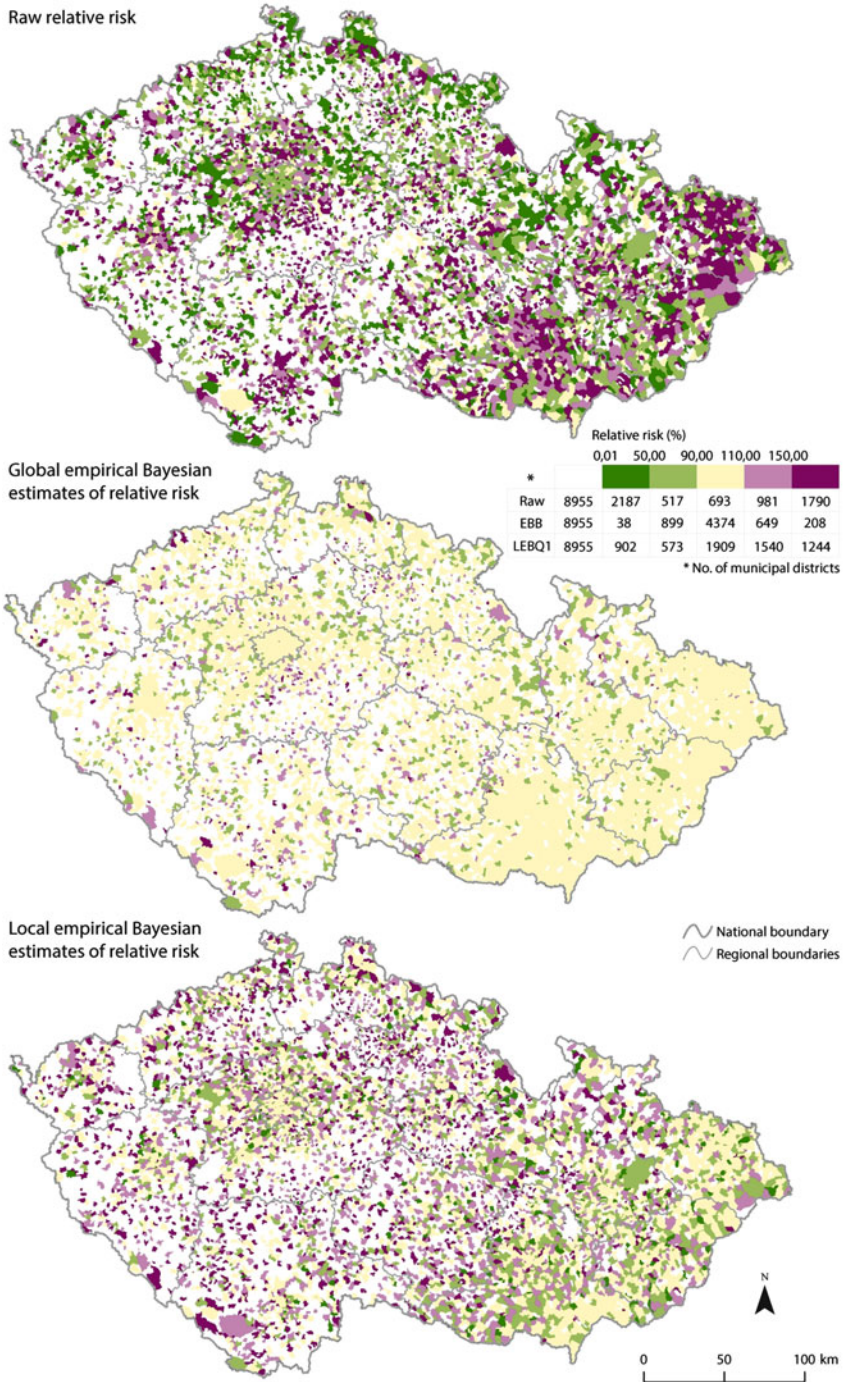 Raw relative risk
Relative risk (%)
0,01 50,00 90,00 110,00 150,00
*
Raw 8955 2187 517 693 981 1790
EBB 8955 38 899 4374 649 208
LEBQ1 8955 902 573 1909 1540 1244
* No. of municipal districts
Global empirical Bayesian
estimates of relative risk
Local empirical Bayesian
estimates of relative risk
National boundary
Regional boundaries
N
0 50 100 km